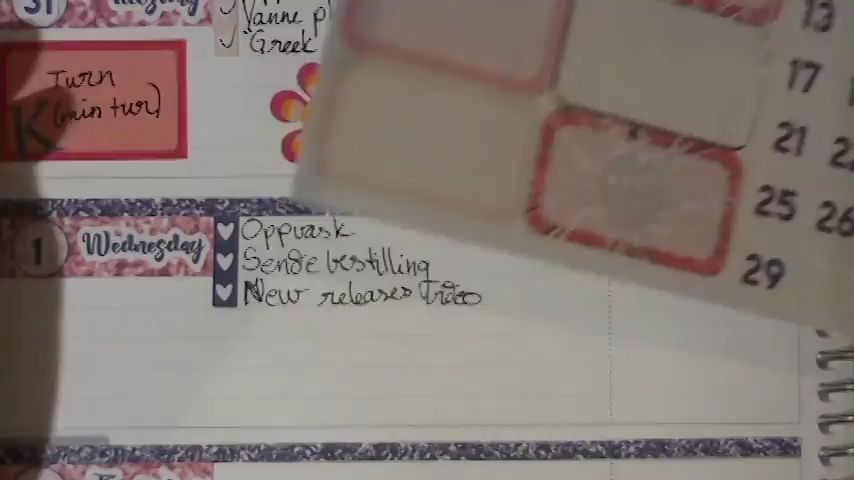 31
Vanne
Greek
Turn
(min tur)
K
1 Wednesday
Oppvask
Sende bestilling
New releases video
13
17
21
25 26
29